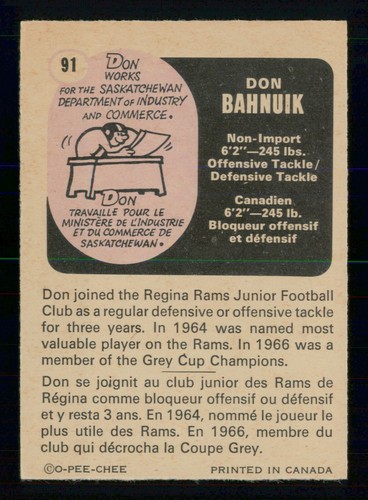 91
DON
WORKS
FOR THE SASKATCHEWAN
DEPARTMENT OF INDUSTRY
AND COMMERCE.
DON
TRAVAILLE POUR LE
MINISTÈRE DE L'INDUSTRIE
ET DU COMMERCE DE
SASKATCHEWAN.
DON
BAHNUIK
Non-Import
6'2"—245 lbs.
Offensive Tackle/
Defensive Tackle
Canadien
6'2"—245 lb.
Bloqueur offensif
et défensif
Don joined the Regina Rams Junior Football
Club as a regular defensive or offensive tackle
for three years. In 1964 was named most
valuable player on the Rams. In 1966 was a
member of the Grey Cup Champions.
Don se joignit au club junior des Rams de
Régina comme bloqueur offensif ou défensif
et y resta 3 ans. En 1964, nommé le joueur le
plus utile des Rams. En 1966, membre du
club qui décrocha la Coupe Grey.
©O-PEE-CHEE PRINTED IN CANADA